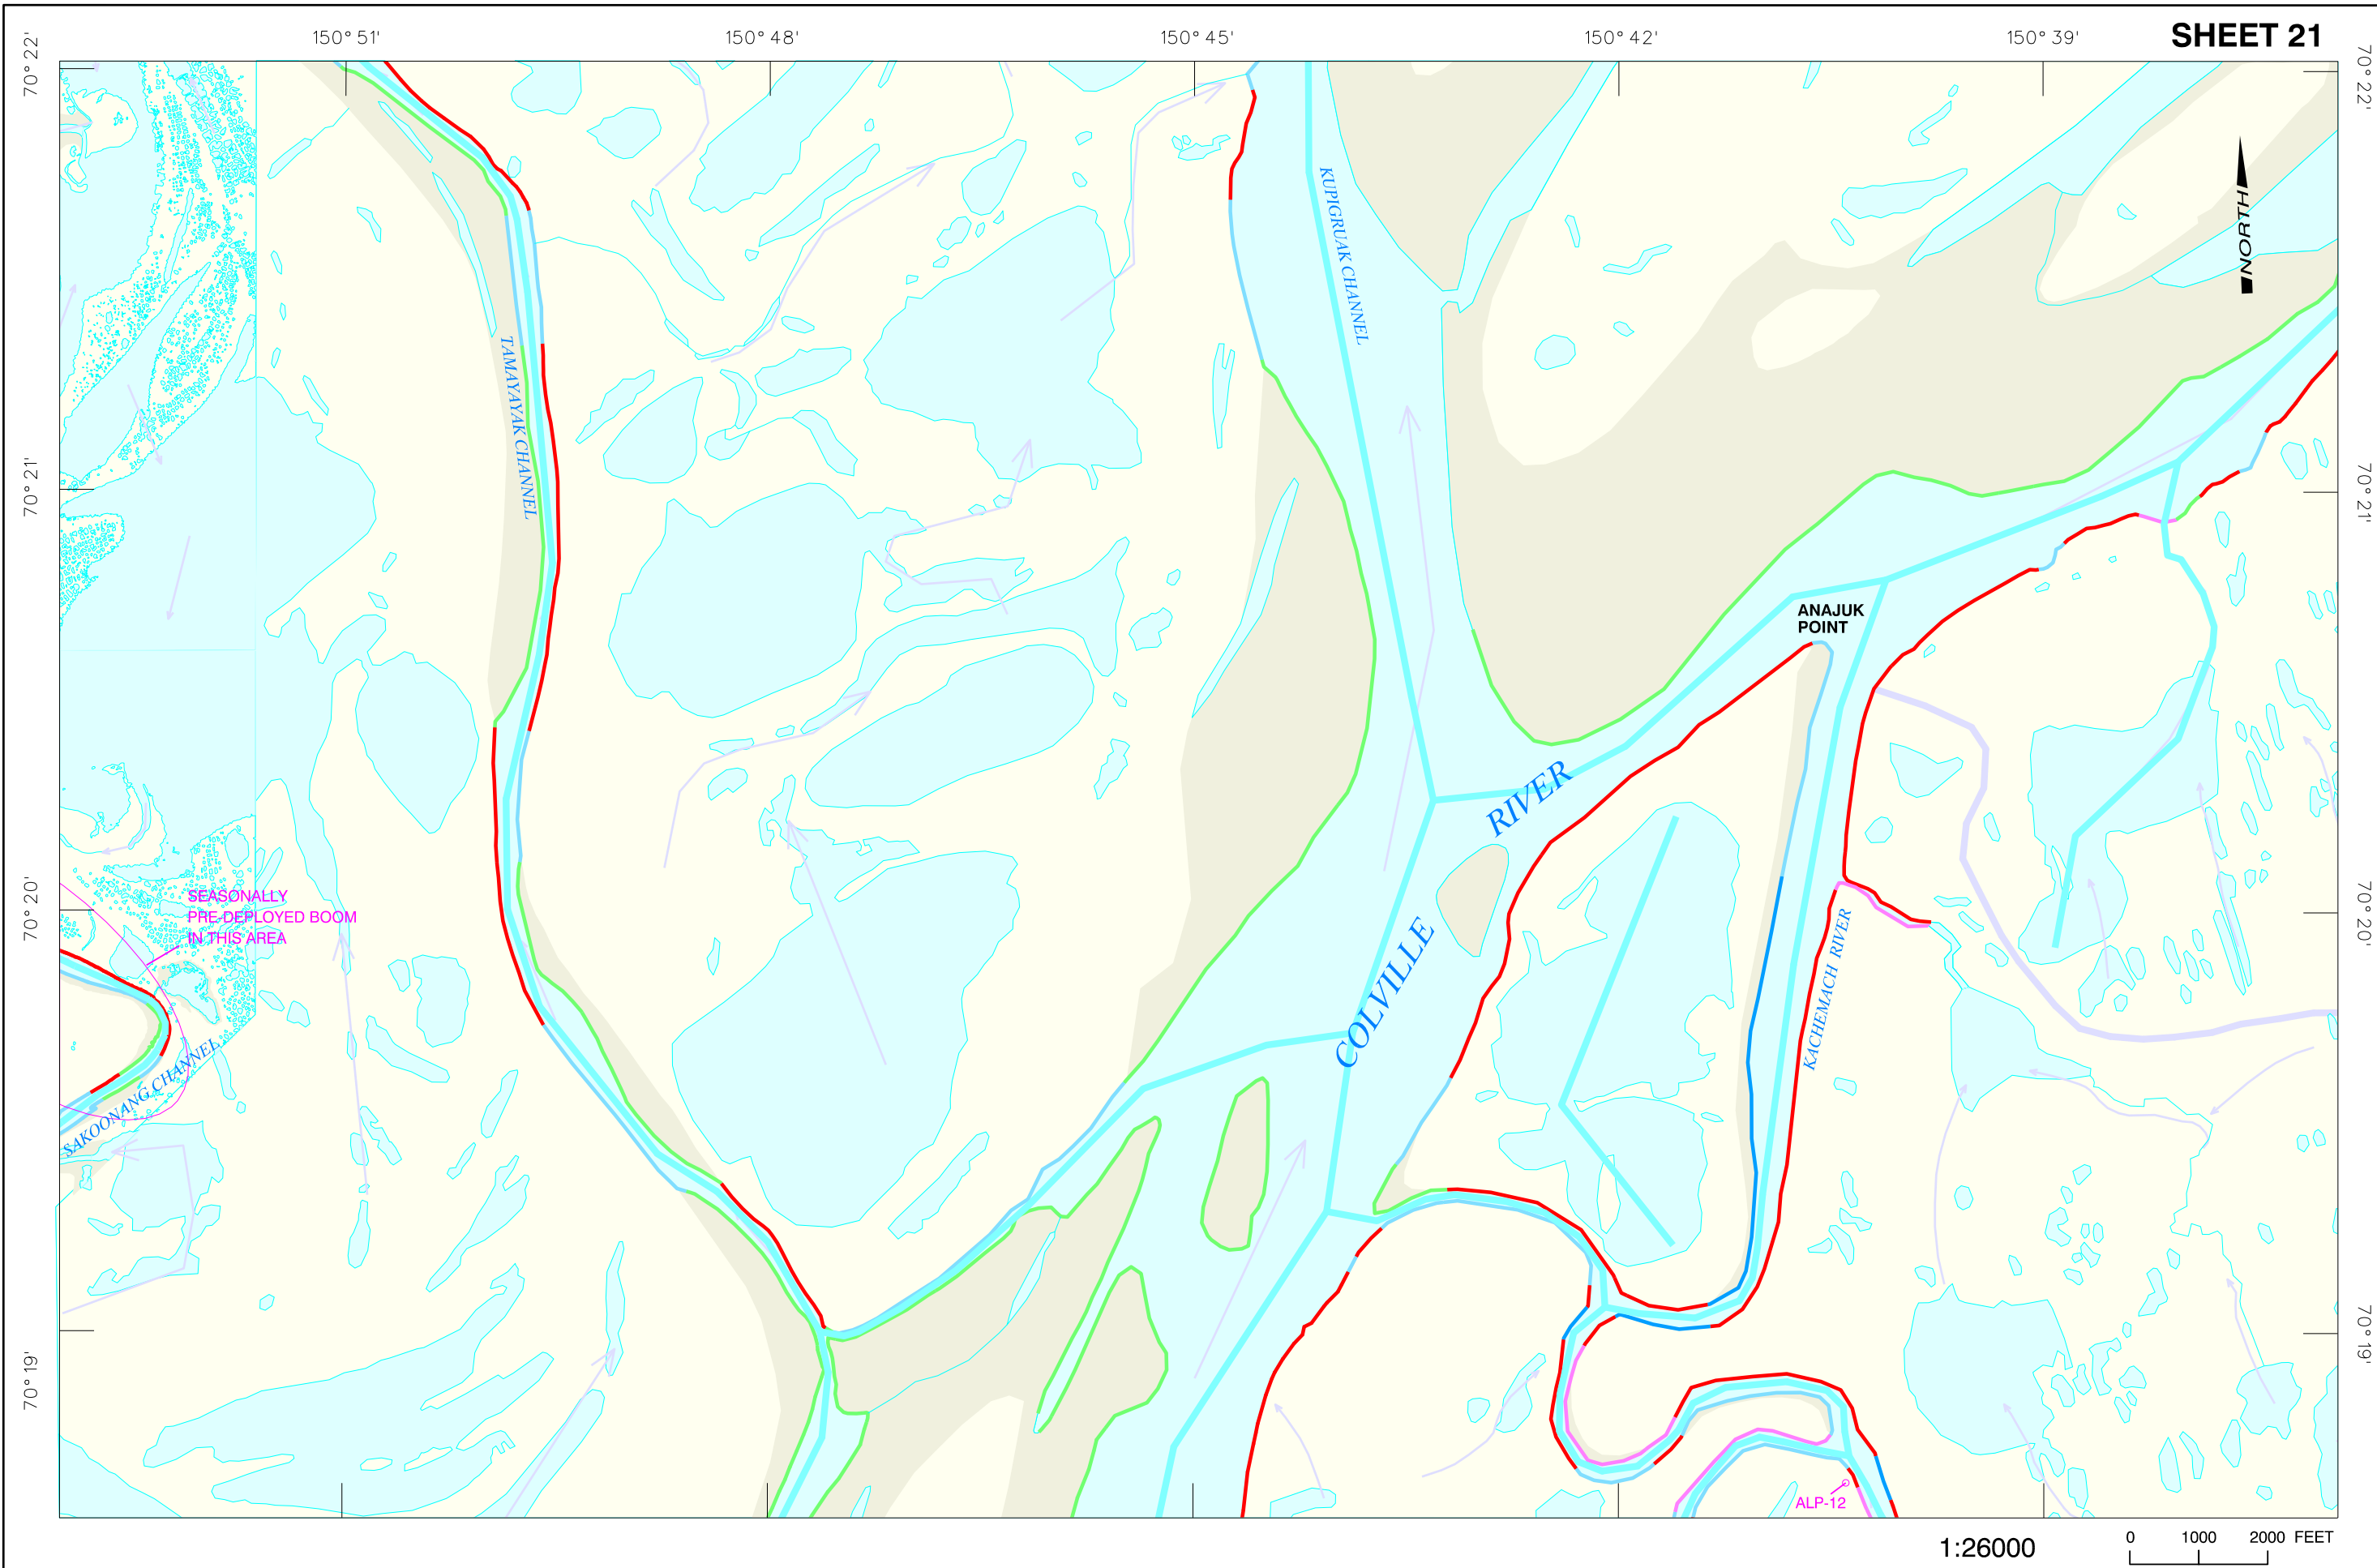 SHEET 21
150°51'
150°48'
150°45'
150°42'
150°39'
70°22'
70°22'
NORTH
KUPIGRUAK CHANNEL
TAMAYAYAK CHANNEL
70°21'
70°21'
ANAJUK
POINT
RIVER
COLVILLE
KACHEMACH RIVER
70°20'
70°20'
SEASONALLY
PRE-DEPLOYED BOOM
IN THIS AREA
SAKOONANG CHANNEL
70°19'
70°19'
ALP-12
1:26000
0 1000 2000 FEET